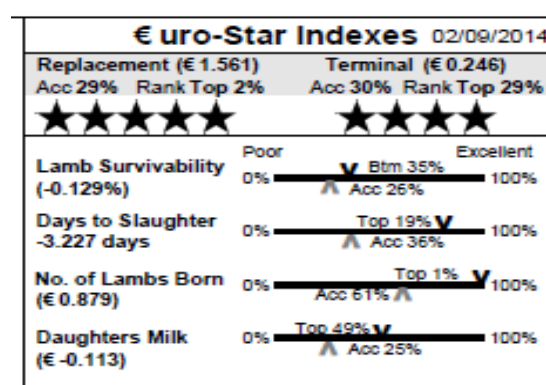 € uro-Star Indexes 02/09/2014
Replacement (€ 1.561) Terminal (€ 0.246)
Acc 29% Rank Top 2% Acc 30% Rank Top 29%
Poor Excellent
Lamb Survivability
(-0.129%)
0% Btm 35% 100%
Acc 26%
Days to Slaughter
-3.227 days
0% Top 19% 100%
Acc 36%
No. of Lambs Born
(€ 0.879)
0% Top 1% 100%
Acc 61%
Daughters Milk
(€ -0.113)
0% Top 49% 100%
Acc 25%